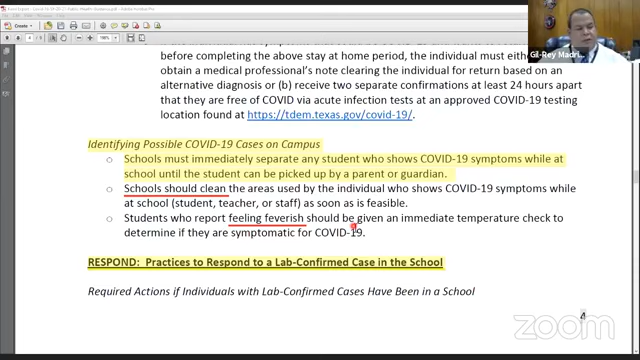 Gil-Rey Madri...
before completing the above stay at home period, the individual must either
obtain a medical professional's note clearing the individual for return based on an
alternative diagnosis or (b) receive two separate confirmations at least 24 hours apart
that they are free of COVID via acute infection tests at an approved COVID-19 testing
location found at https://tdem.texas.gov/covid-19/.
Identifying Possible COVID-19 Cases on Campus
o Schools must immediately separate any student who shows COVID-19 symptoms while at
school until the student can be picked up by a parent or guardian.
o Schools should clean the areas used by the individual who shows COVID-19 symptoms while
at school (student, teacher, or staff) as soon as is feasible.
o Students who report feeling feverish should be given an immediate temperature check to
determine if they are symptomatic for COVID-19.
RESPOND: Practices to Respond to a Lab-Confirmed Case in the School
Required Actions if Individuals with Lab-Confirmed Cases Have Been in a School
4
zoom